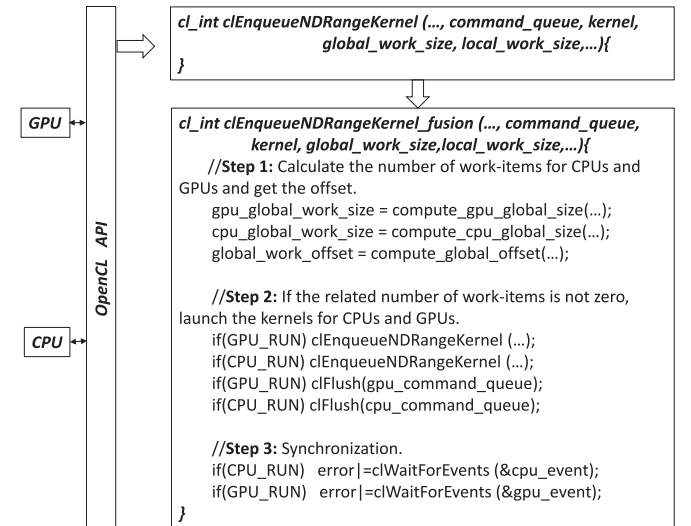 cl_int clEnqueueNDRangeKernel (…, command_queue, kernel,
global_work_size, local_work_size,…){
}
GPU
CPU
OpenCL API
cl_int clEnqueueNDRangeKernel_fusion (…, command_queue,
kernel, global_work_size,local_work_size,…){
//Step 1: Calculate the number of work-items for CPUs and
GPUs and get the offset.
gpu_global_work_size = compute_gpu_global_size(…);
cpu_global_work_size = compute_cpu_global_size(…);
global_work_offset = compute_global_offset(…);
//Step 2: If the related number of work-items is not zero,
launch the kernels for CPUs and GPUs.
if(GPU_RUN) clEnqueueNDRangeKernel (…);
if(CPU_RUN) clEnqueueNDRangeKernel (…);
if(GPU_RUN) clFlush(gpu_command_queue);
if(CPU_RUN) clFlush(cpu_command_queue);
//Step 3: Synchronization.
if(CPU_RUN) error|=clWaitForEvents (&cpu_event);
if(GPU_RUN) error|=clWaitForEvents (&gpu_event);
}